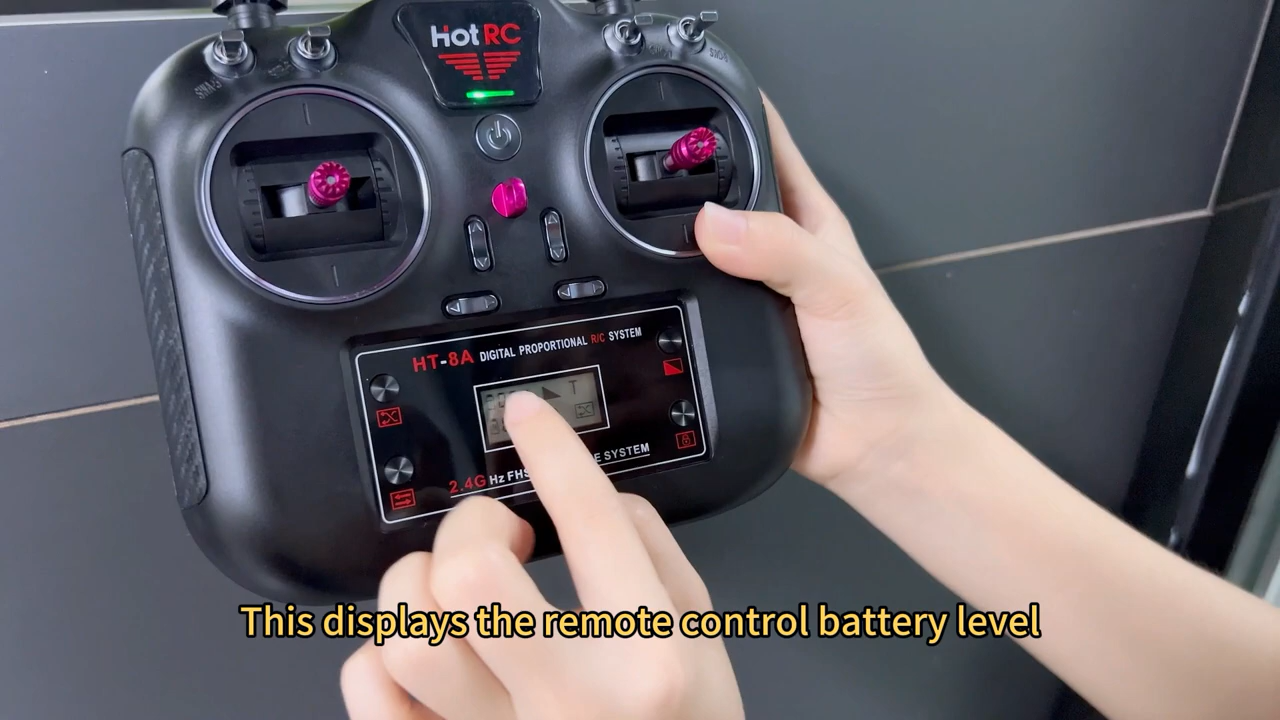 HotRC
HT-8A DIGITAL PROPORTIONAL R/C SYSTEM
T
2.4G Hz FHS
E SYSTEM
This displays the remote control battery level